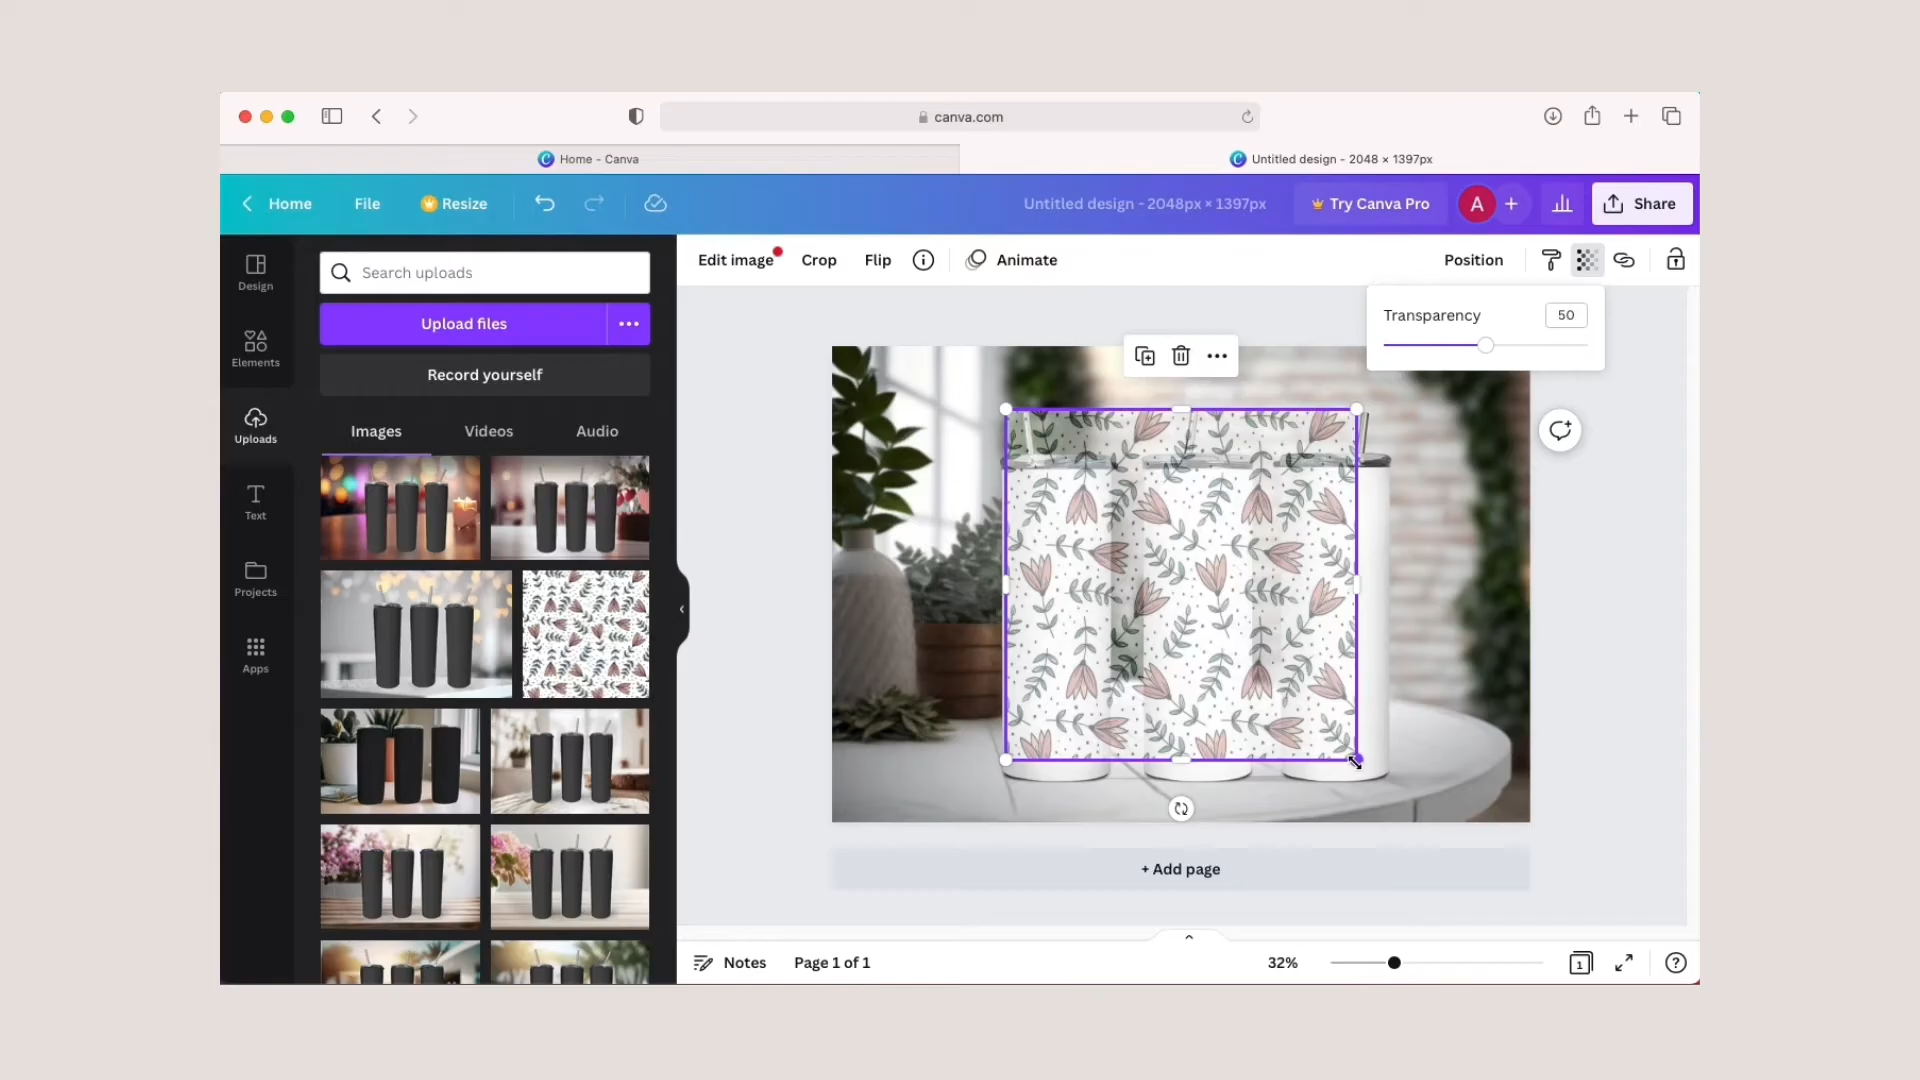 canva.com
Home - Canva
Untitled design - 2048 × 1397px
Home
File
Resize
Untitled design - 2048px × 1397px
Try Canva Pro
A
Share
Design
Elements
Uploads
Text
Projects
Apps
Search uploads
Upload files
Record yourself
Images
Videos
Audio
Edit image
Crop
Flip
Animate
Position
Transparency
50
+ Add page
Notes
Page 1 of 1
32%
1